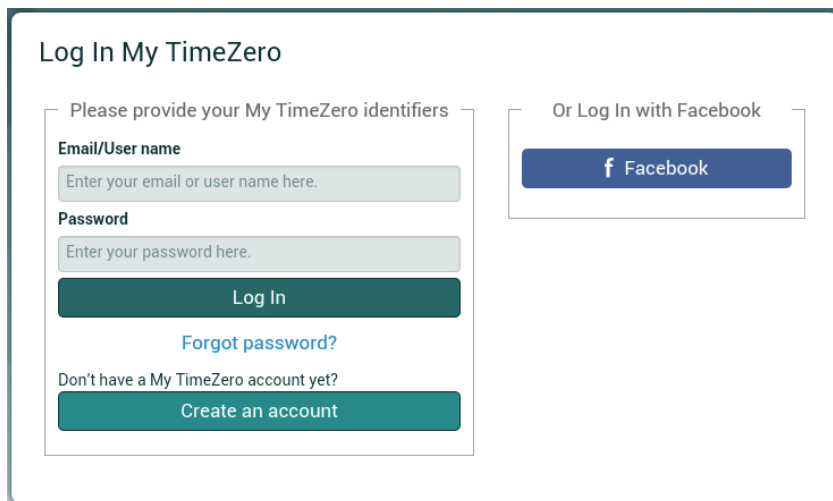 Log In My TimeZero
Please provide your My TimeZero identifiers
Email/User name
Enter your email or user name here.
Password
Enter your password here.
Log In
Forgot password?
Don't have a My TimeZero account yet?
Create an account
Or Log In with Facebook
f Facebook